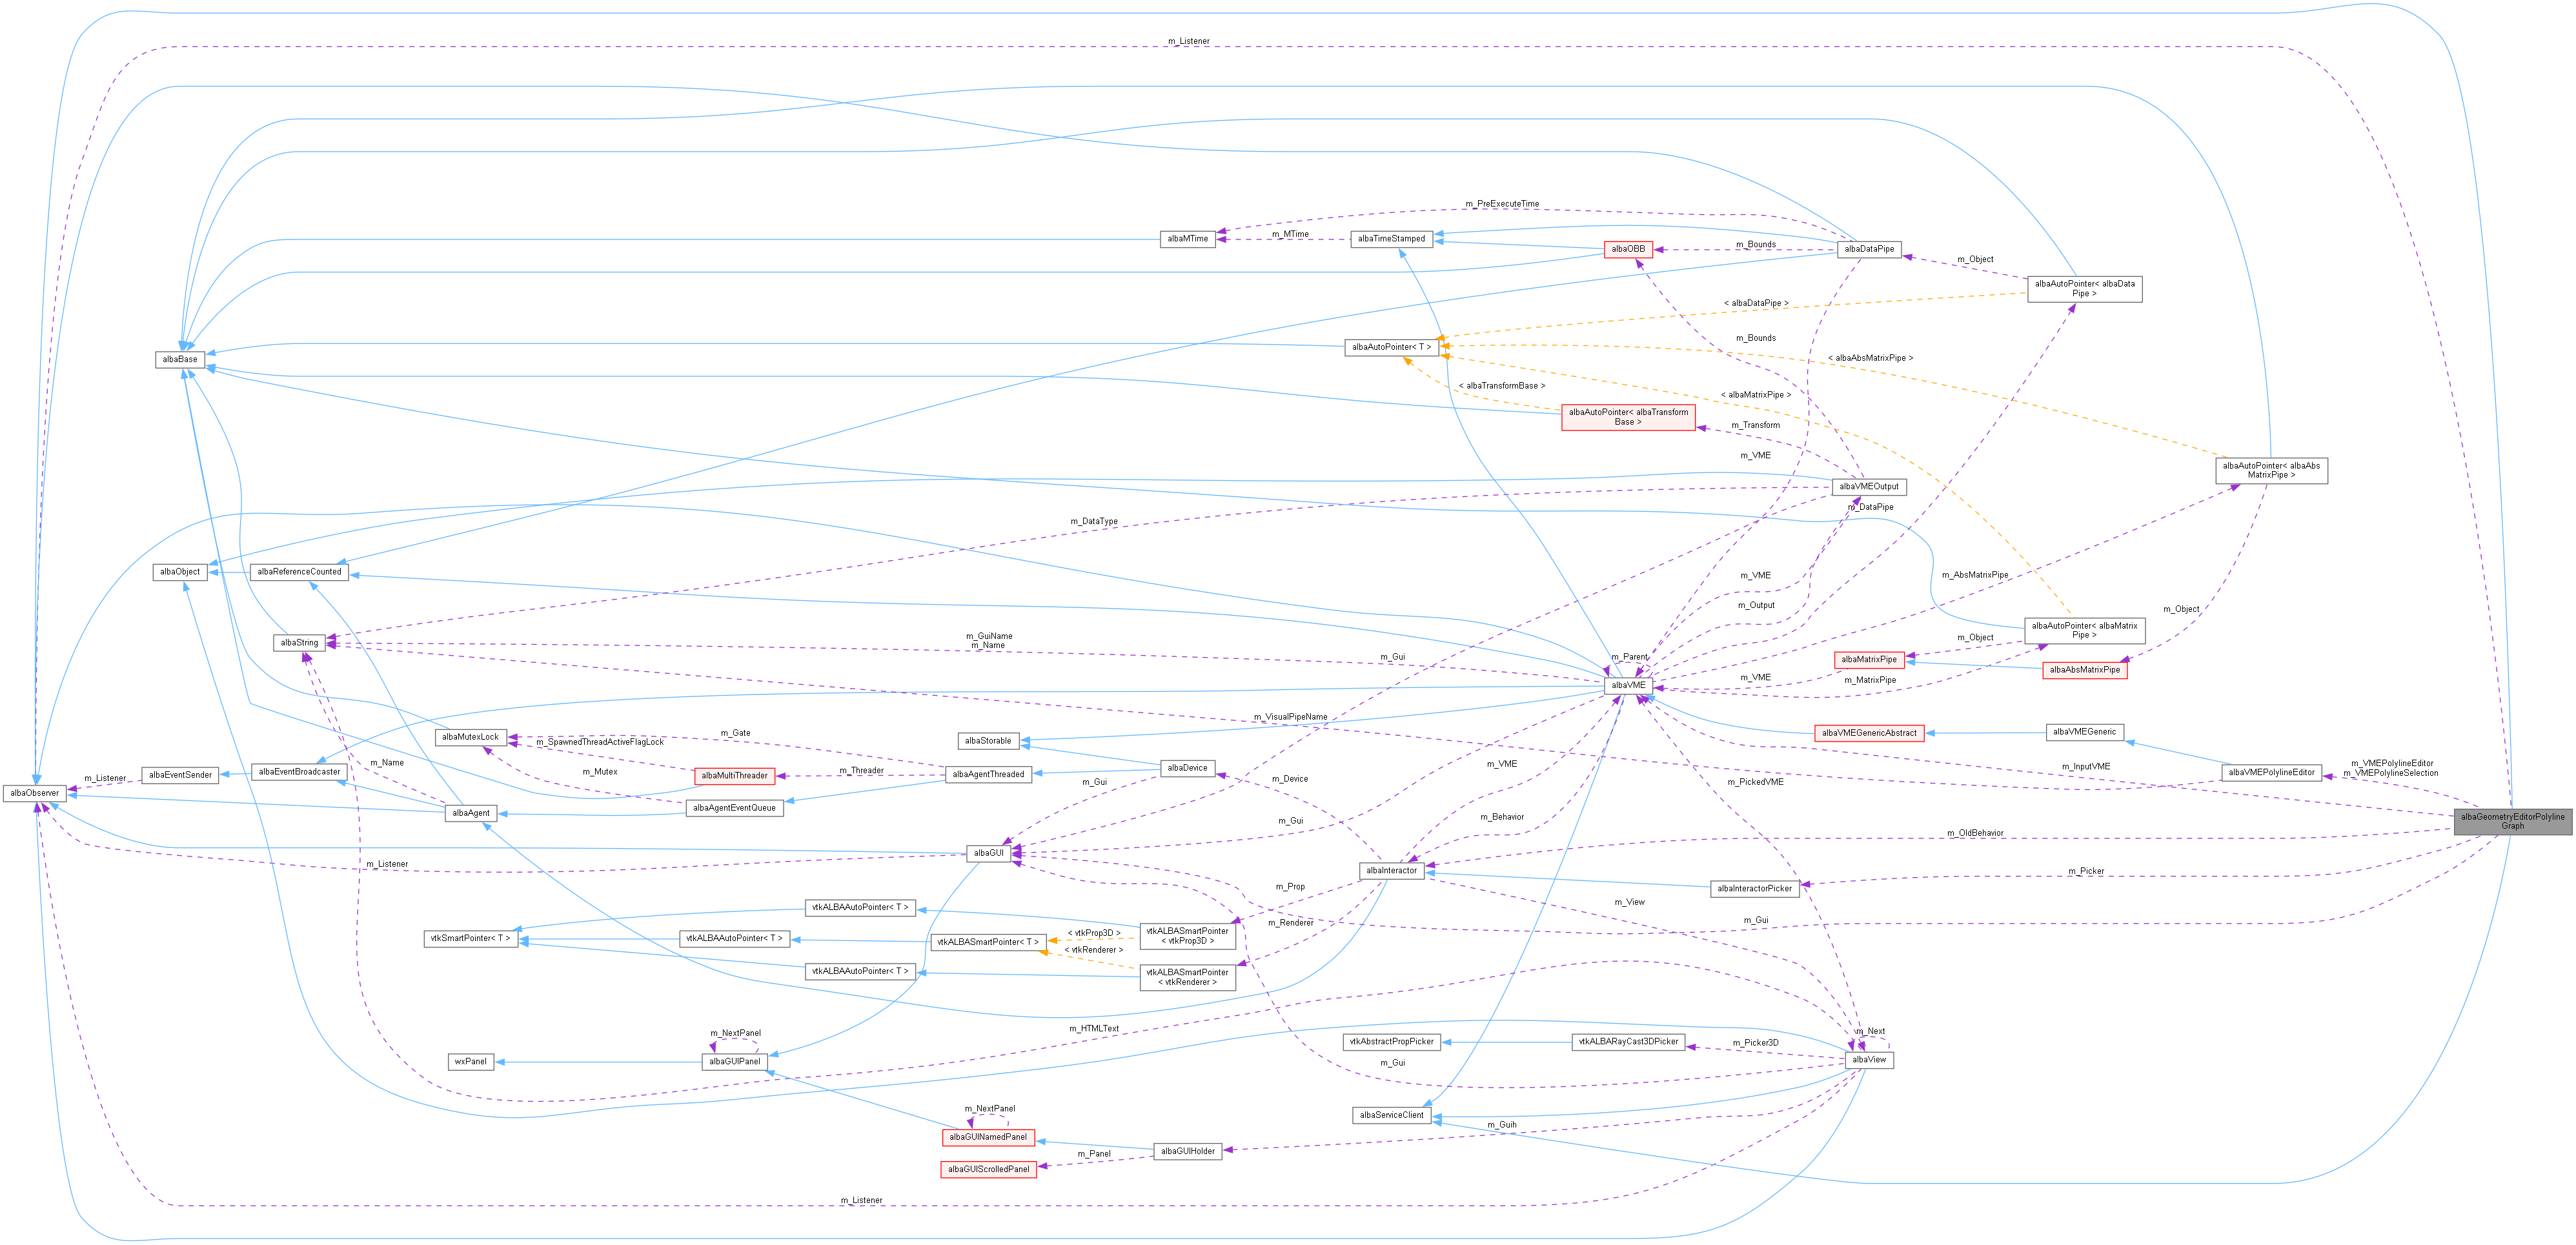 m_Listener
m_PreExecuteTime
albaMTime
m_MTime
albaTimeStamped
albaOBB
m_Bounds
albaDataPipe
m_Object
albaAutoPointer< albaData
Pipe >
< albaDataPipe >
m_Bounds
albaBase
albaAutoPointer< T >
< albaAbsMatrixPipe >
< albaTransformBase >
< albaMatrixPipe >
albaAutoPointer< albaTransform
Base >
m_Transform
m_VME
albaAutoPointer< albaAbs
MatrixPipe >
albaVMEOutput
m_DataType
m_DataPipe
albaObject
albaReferenceCounted
m_VME
m_AbsMatrixPipe
m_Output
m_Object
albaString
m_GuiName
m_Name
albaAutoPointer< albaMatrix
Pipe >
m_Object
m_Gui
m_Parent
albaMatrixPipe
albaAbsMatrixPipe
m_VME
m_MatrixPipe
albaVME
m_VisualPipeName
albaMutexLock
m_SpawnedThreadActiveFlagLock
m_Gate
albaStorable
albaVMEGenericAbstract
albaVMEGeneric
m_Name
albaEventSender
albaEventBroadcaster
m_Listener
m_Mutex
albaMultiThreader
m_Threader
albaAgentThreaded
albaDevice
m_Device
m_VME
m_PickedVME
m_InputVME
albaVMEPolylineEditor
m_VMEPolylineEditor
m_VMEPolylineSelection
m_Gui
albaObserver
albaAgent
albaAgentEventQueue
m_Gui
m_Behavior
m_OldBehavior
albaGeometryEditorPolyline
Graph
albaGUI
m_Listener
albaInteractor
m_Picker
albaInteractorPicker
m_Prop
m_View
m_Gui
vtkALBAAutoPointer< T >
m_Renderer
vtkSmartPointer< T >
vtkALBAAutoPointer< T >
vtkALBASmartPointer< T >
< vtkProp3D >
vtkALBASmartPointer
< vtkProp3D >
< vtkRenderer >
vtkALBAAutoPointer< T >
vtkALBASmartPointer
< vtkRenderer >
m_HTMLText
m_Next
m_NextPanel
wxPanel
albaGUIPanel
vtkAbstractPropPicker
vtkALBARayCast3DPicker
m_Picker3D
albaView
m_Gui
m_NextPanel
albaServiceClient
m_Guih
albaGUINamedPanel
albaGUIHolder
m_Panel
albaGUIScrolledPanel
m_Listener